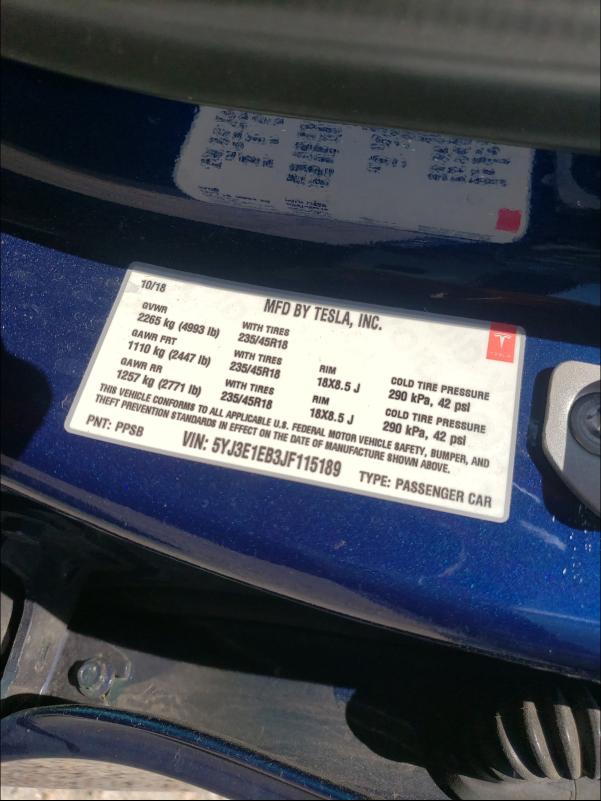 10/18
MFD BY TESLA, INC.
GVWR
2265 kg (4993 lb)
WITH TIRES
235/45R18
GAWR FRT
1110 kg (2447 lb)
WITH TIRES
235/45R18
RIM
18X8.5 J
COLD TIRE PRESSURE
290 kPa, 42 psi
GAWR RR
1257 kg (2771 lb)
WITH TIRES
235/45R18
RIM
18X8.5 J
COLD TIRE PRESSURE
290 kPa, 42 psi
THIS VEHICLE CONFORMS TO ALL APPLICABLE U.S. FEDERAL MOTOR VEHICLE SAFETY, BUMPER, AND
THEFT PREVENTION STANDARDS IN EFFECT ON THE DATE OF MANUFACTURE SHOWN ABOVE.
PNT: PPSB
VIN: 5YJ3E1EB3JF115189
TYPE: PASSENGER CAR
TESLA